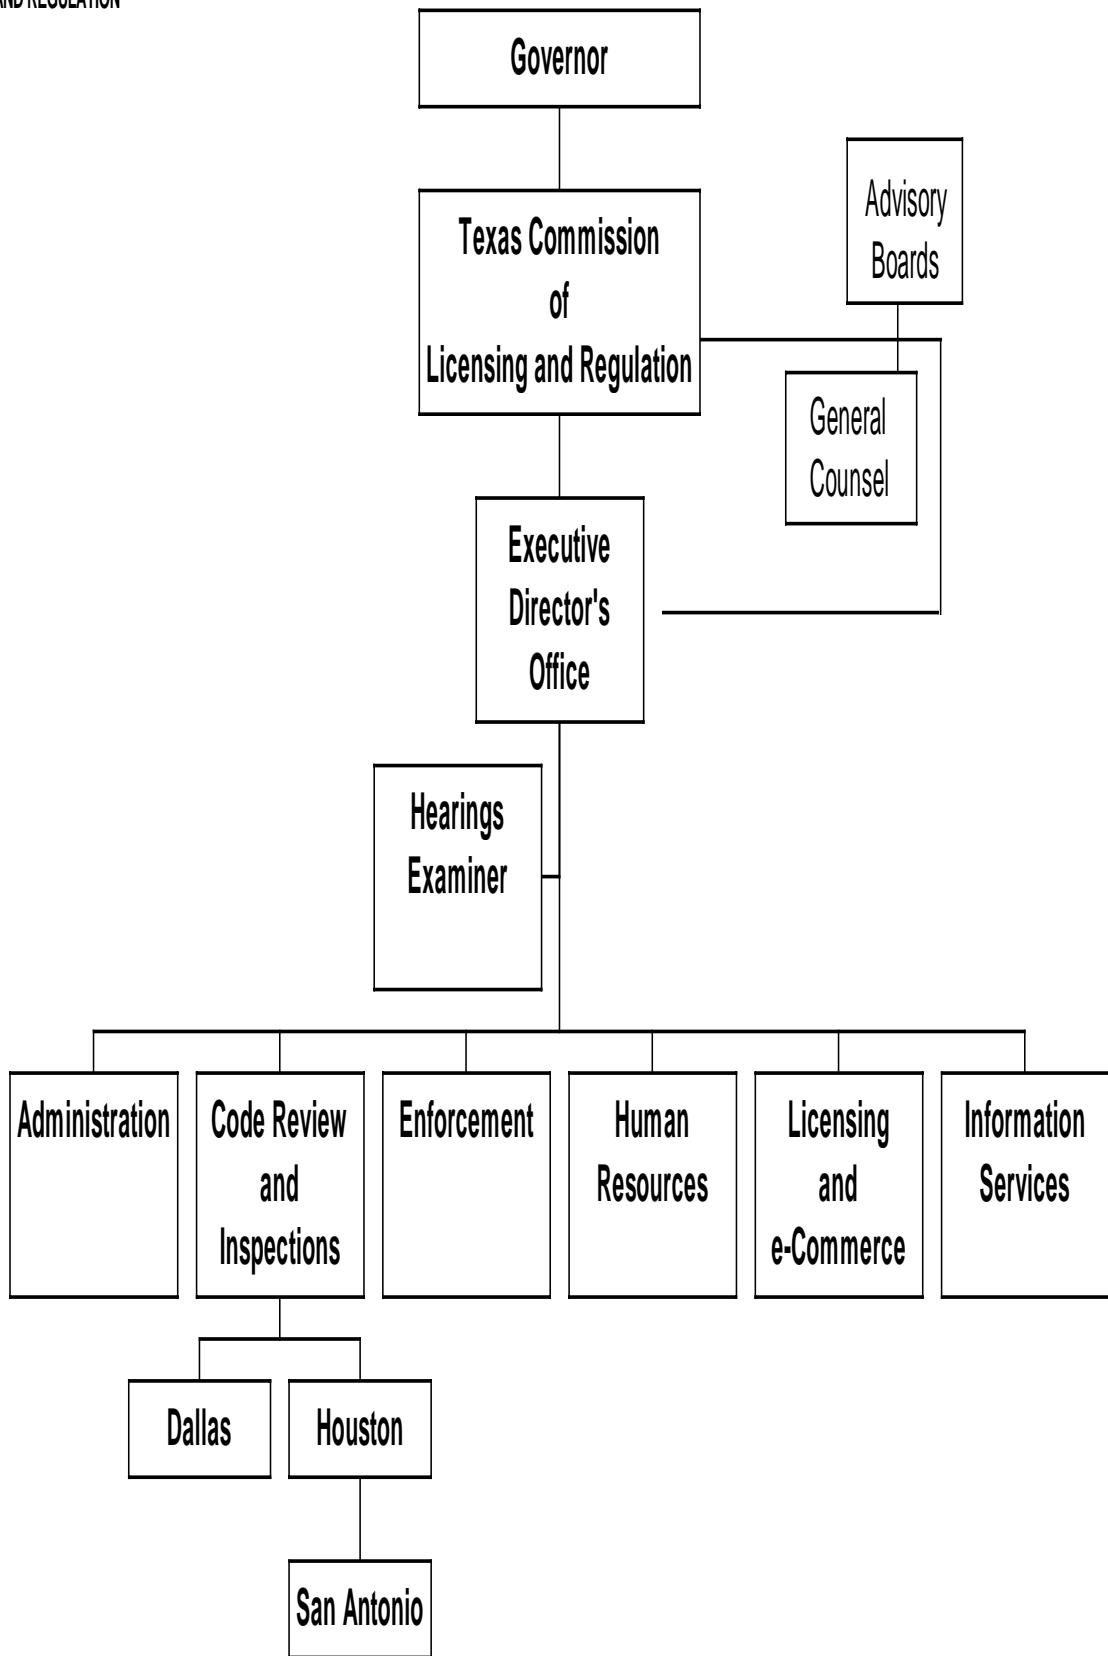 AND REGULATION
Governor
Advisory
Boards
Texas Commission
of
Licensing and Regulation
General
Counsel
Executive
Director's
Office
Hearings
Examiner
Administration
Code Review
and
Inspections
Enforcement
Human
Resources
Licensing
and
e-Commerce
Information
Services
Dallas
Houston
San Antonio